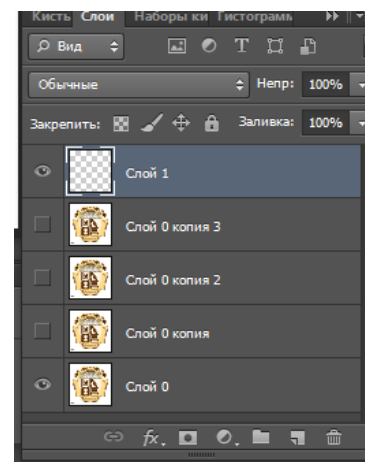 Кисть Слои Наборы ки Гистограмм
Вид
T
Обычные Непр: 100%
Закрепить: Заливка: 100%
Слой 1
Слой 0 копия 3
Слой 0 копия 2
Слой 0 копия
Слой 0
fx.